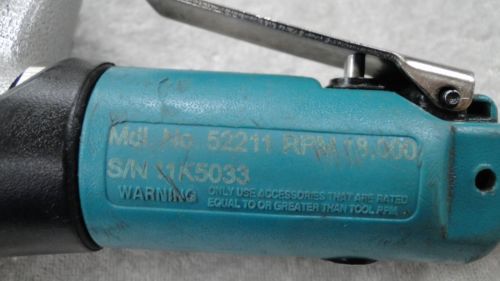 Mdl. No. 52211 RPM 18,000
S/N 11K5033
WARNING ONLY USE ACCESSORIES THAT ARE RATED
EQUAL TO OR GREATER THAN TOOL RPM